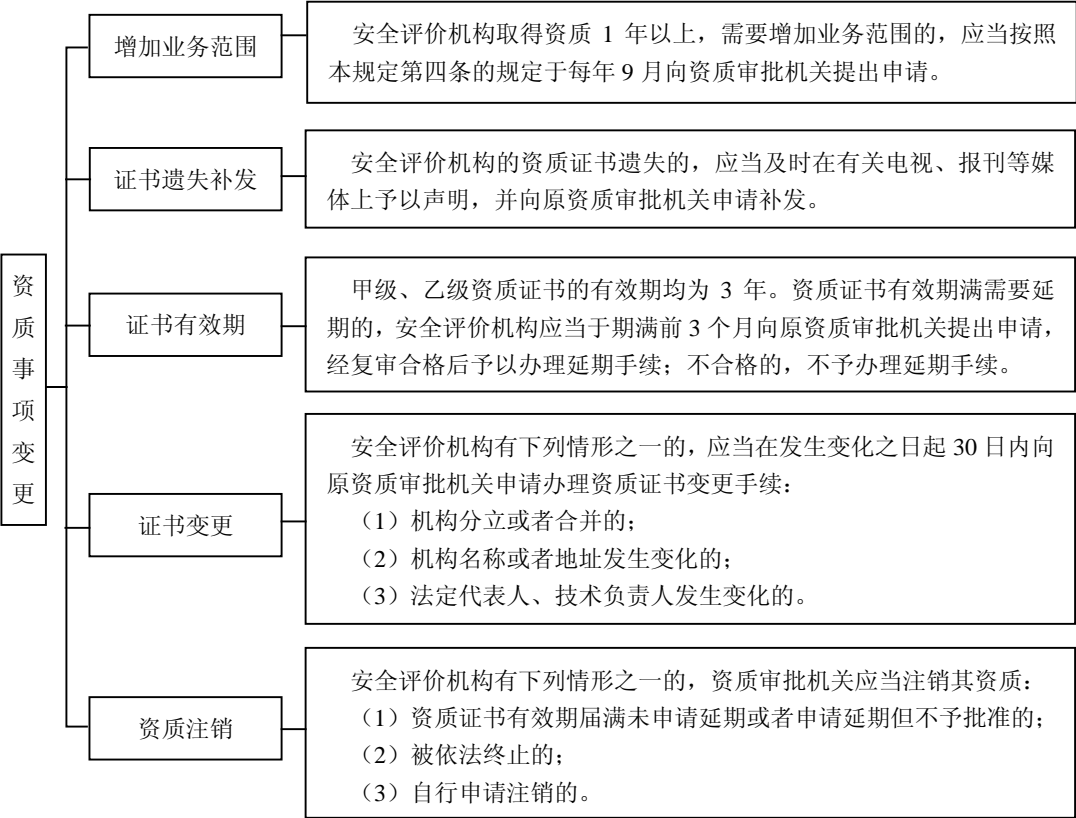 资质事项变更
增加业务范围
安全评价机构取得资质 1 年以上，需要增加业务范围的，应当按照
本规定第四条的规定于每年 9 月向资质审批机关提出申请。
证书遗失补发
安全评价机构的资质证书遗失的，应当及时在有关电视、报刊等媒
体上予以声明，并向原资质审批机关申请补发。
证书有效期
甲级、乙级资质证书的有效期均为 3 年。资质证书有效期满需要延
期的，安全评价机构应当于期满前 3 个月向原资质审批机关提出申请，
经复审合格后予以办理延期手续；不合格的，不予办理延期手续。
证书变更
安全评价机构有下列情形之一的，应当在发生变化之日起 30 日内向
原资质审批机关申请办理资质证书变更手续：
（1）机构分立或者合并的；
（2）机构名称或者地址发生变化的；
（3）法定代表人、技术负责人发生变化的。
资质注销
安全评价机构有下列情形之一的，资质审批机关应当注销其资质：
（1）资质证书有效期届满未申请延期或者申请延期但不予批准的；
（2）被依法终止的；
（3）自行申请注销的。